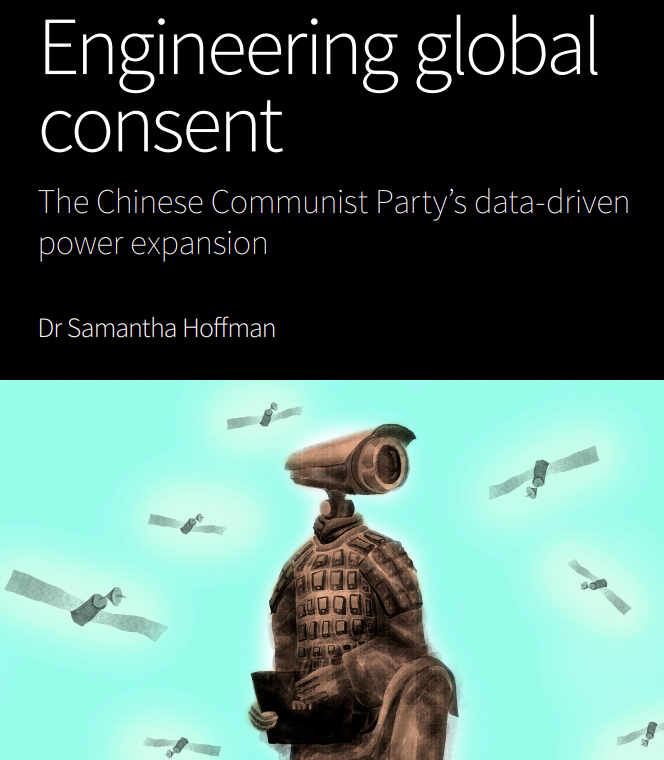 Engineering global
consent
The Chinese Communist Party’s data-driven
power expansion
Dr Samantha Hoffman